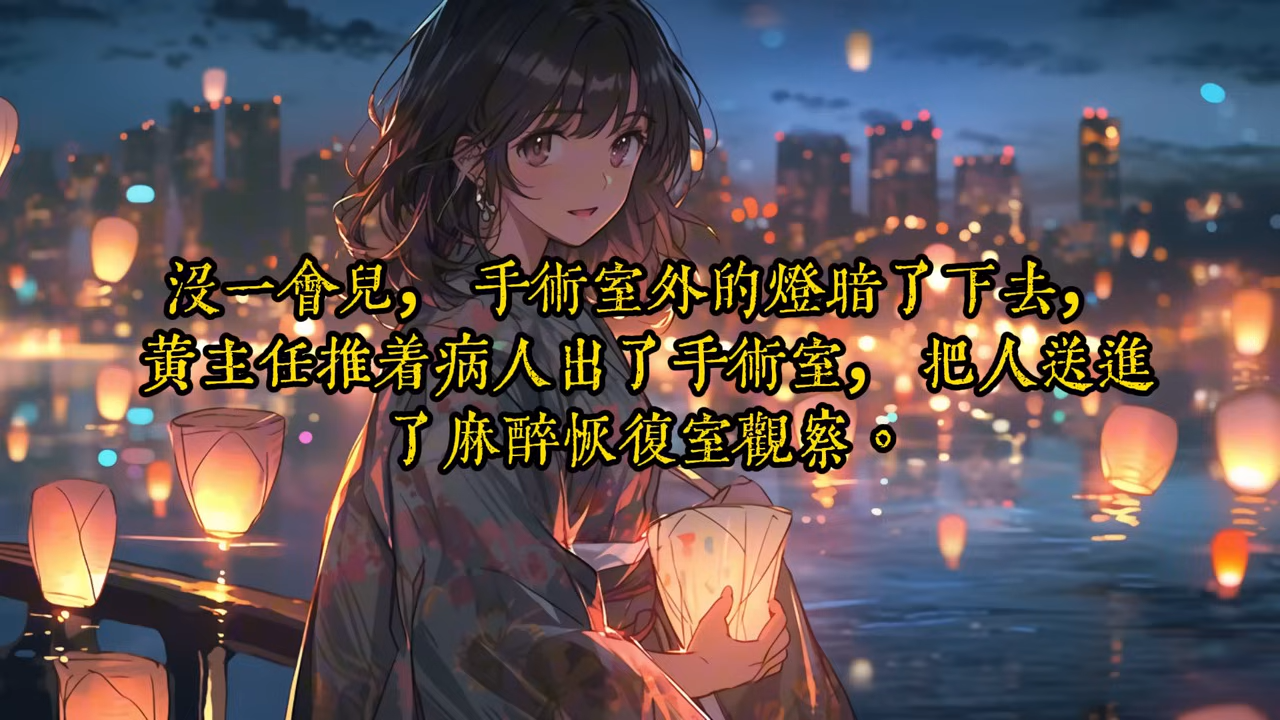 沒一會兒， 手術室外的燈暗了下去，
黄主任推着病人出了手術室， 把人送進
了麻醉恢復室觀察。